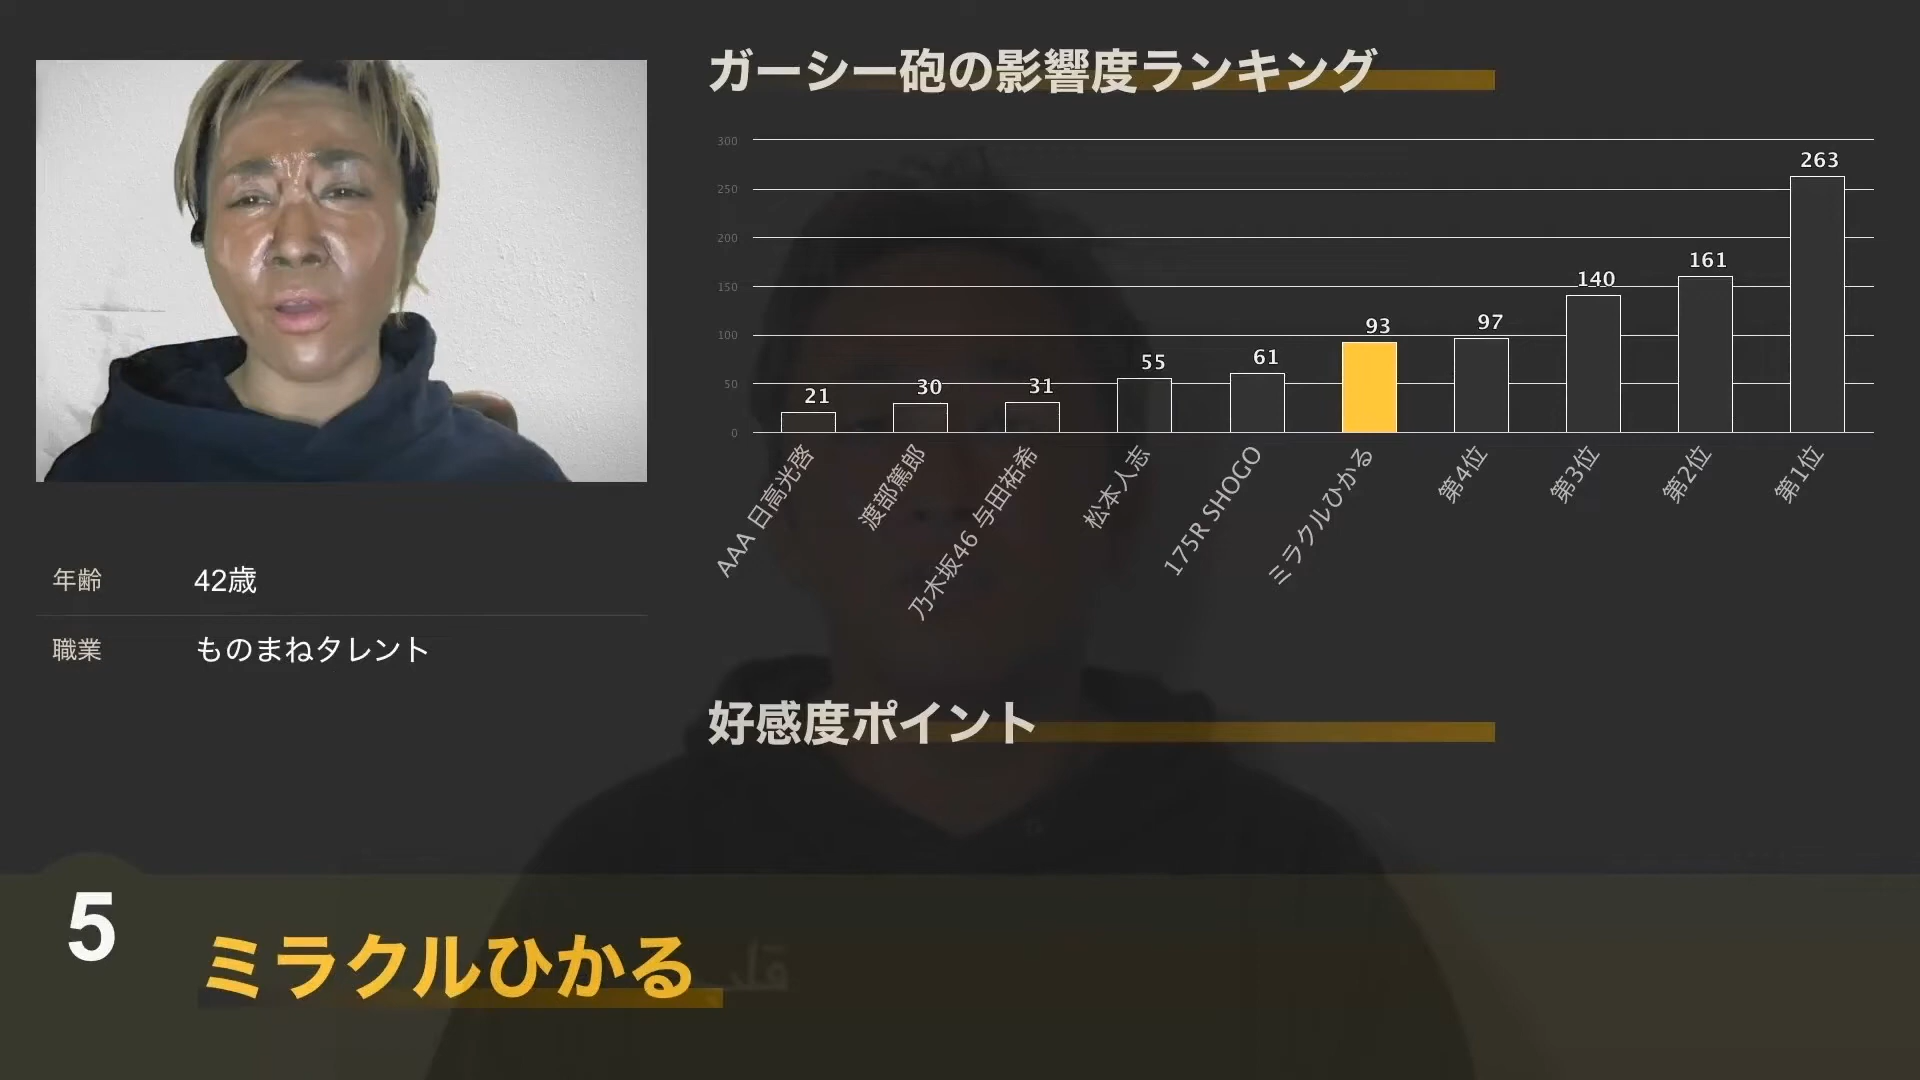 ガーシー砲の影響度ランキング
300
250
200
150
100
50
0
21
30
31
55
61
93
97
140
161
263
AAA 日高光啓
渡部篤郎
乃木坂46 与田祐希
松本人志
175R SHOGO
ミラクルひかる
第4位
第3位
第2位
第1位
年齢 42歳
職業 ものまねタレント
好感度ポイント
5
ミラクルひかる